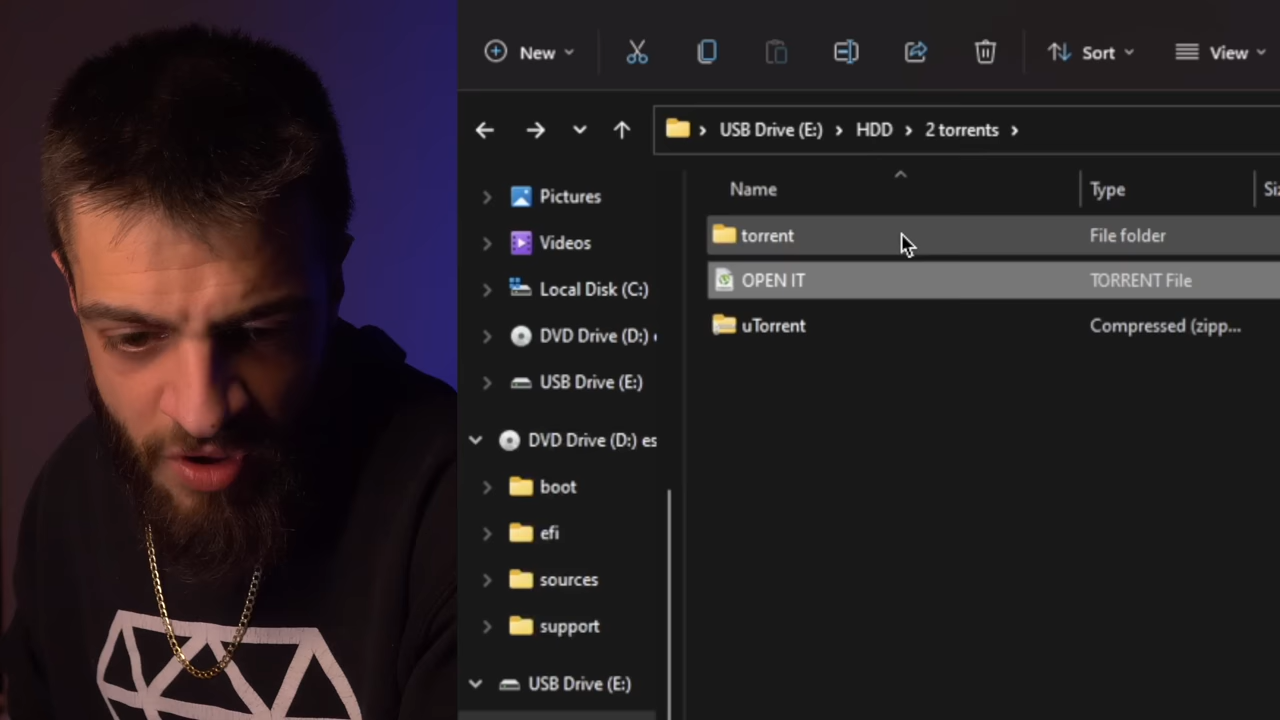 New
Sort
View
USB Drive (E:) HDD 2 torrents
Name Type
Pictures
Videos
Local Disk (C:)
DVD Drive (D:)
USB Drive (E:)
DVD Drive (D:) es
boot
efi
sources
support
USB Drive (E:)
torrent File folder
OPEN IT TORRENT File
uTorrent Compressed (zipp...